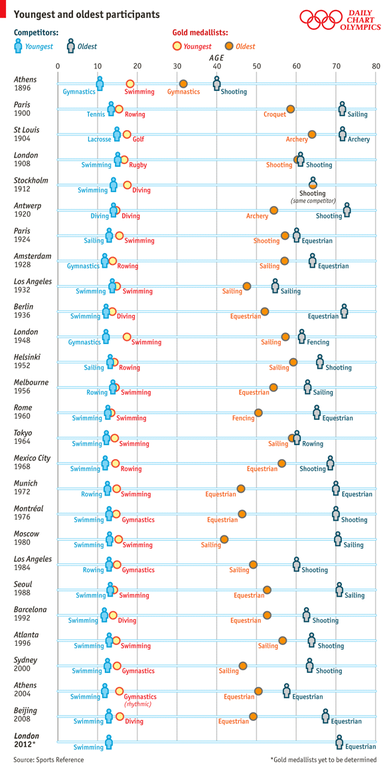 Youngest and oldest participants
DAILY
CHART
OLYMPICS
Competitors:
Youngest Oldest
Gold medallists:
Youngest Oldest
AGE
0 10 20 30 40 50 60 70 80
Athens
1896
Gymnastics Swimming Gymnastics Shooting
Paris
1900
Tennis Rowing Croquet Sailing
St Louis
1904
Lacrosse Golf Archery Archery
London
1908
Swimming Rugby Shooting Shooting
Stockholm
1912
Swimming Diving Shooting
(same competitor)
Antwerp
1920
Diving Diving Archery Shooting
Paris
1924
Sailing Swimming Shooting Equestrian
Amsterdam
1928
Gymnastics Rowing Sailing Equestrian
Los Angeles
1932
Swimming Swimming Sailing Sailing
Berlin
1936
Swimming Diving Equestrian Equestrian
London
1948
Gymnastics Swimming Sailing Fencing
Helsinki
1952
Sailing Rowing Sailing Shooting
Melbourne
1956
Rowing Swimming Equestrian Sailing
Rome
1960
Swimming Swimming Fencing Equestrian
Tokyo
1964
Swimming Swimming Sailing Rowing
Mexico City
1968
Swimming Rowing Equestrian Shooting
Munich
1972
Rowing Swimming Equestrian Equestrian
Montréal
1976
Swimming Gymnastics Equestrian Shooting
Moscow
1980
Swimming Swimming Sailing Sailing
Los Angeles
1984
Rowing Gymnastics Sailing Shooting
Seoul
1988
Swimming Swimming Equestrian Sailing
Barcelona
1992
Swimming Diving Equestrian Shooting
Atlanta
1996
Swimming Swimming Sailing Shooting
Sydney
2000
Swimming Gymnastics Sailing Shooting
Athens
2004
Swimming Gymnastics Equestrian Equestrian
(rythmic)
Beijing
2008
Swimming Diving Equestrian Equestrian
London
2012*
Swimming Equestrian
Source: Sports Reference
*Gold medallists yet to be determined